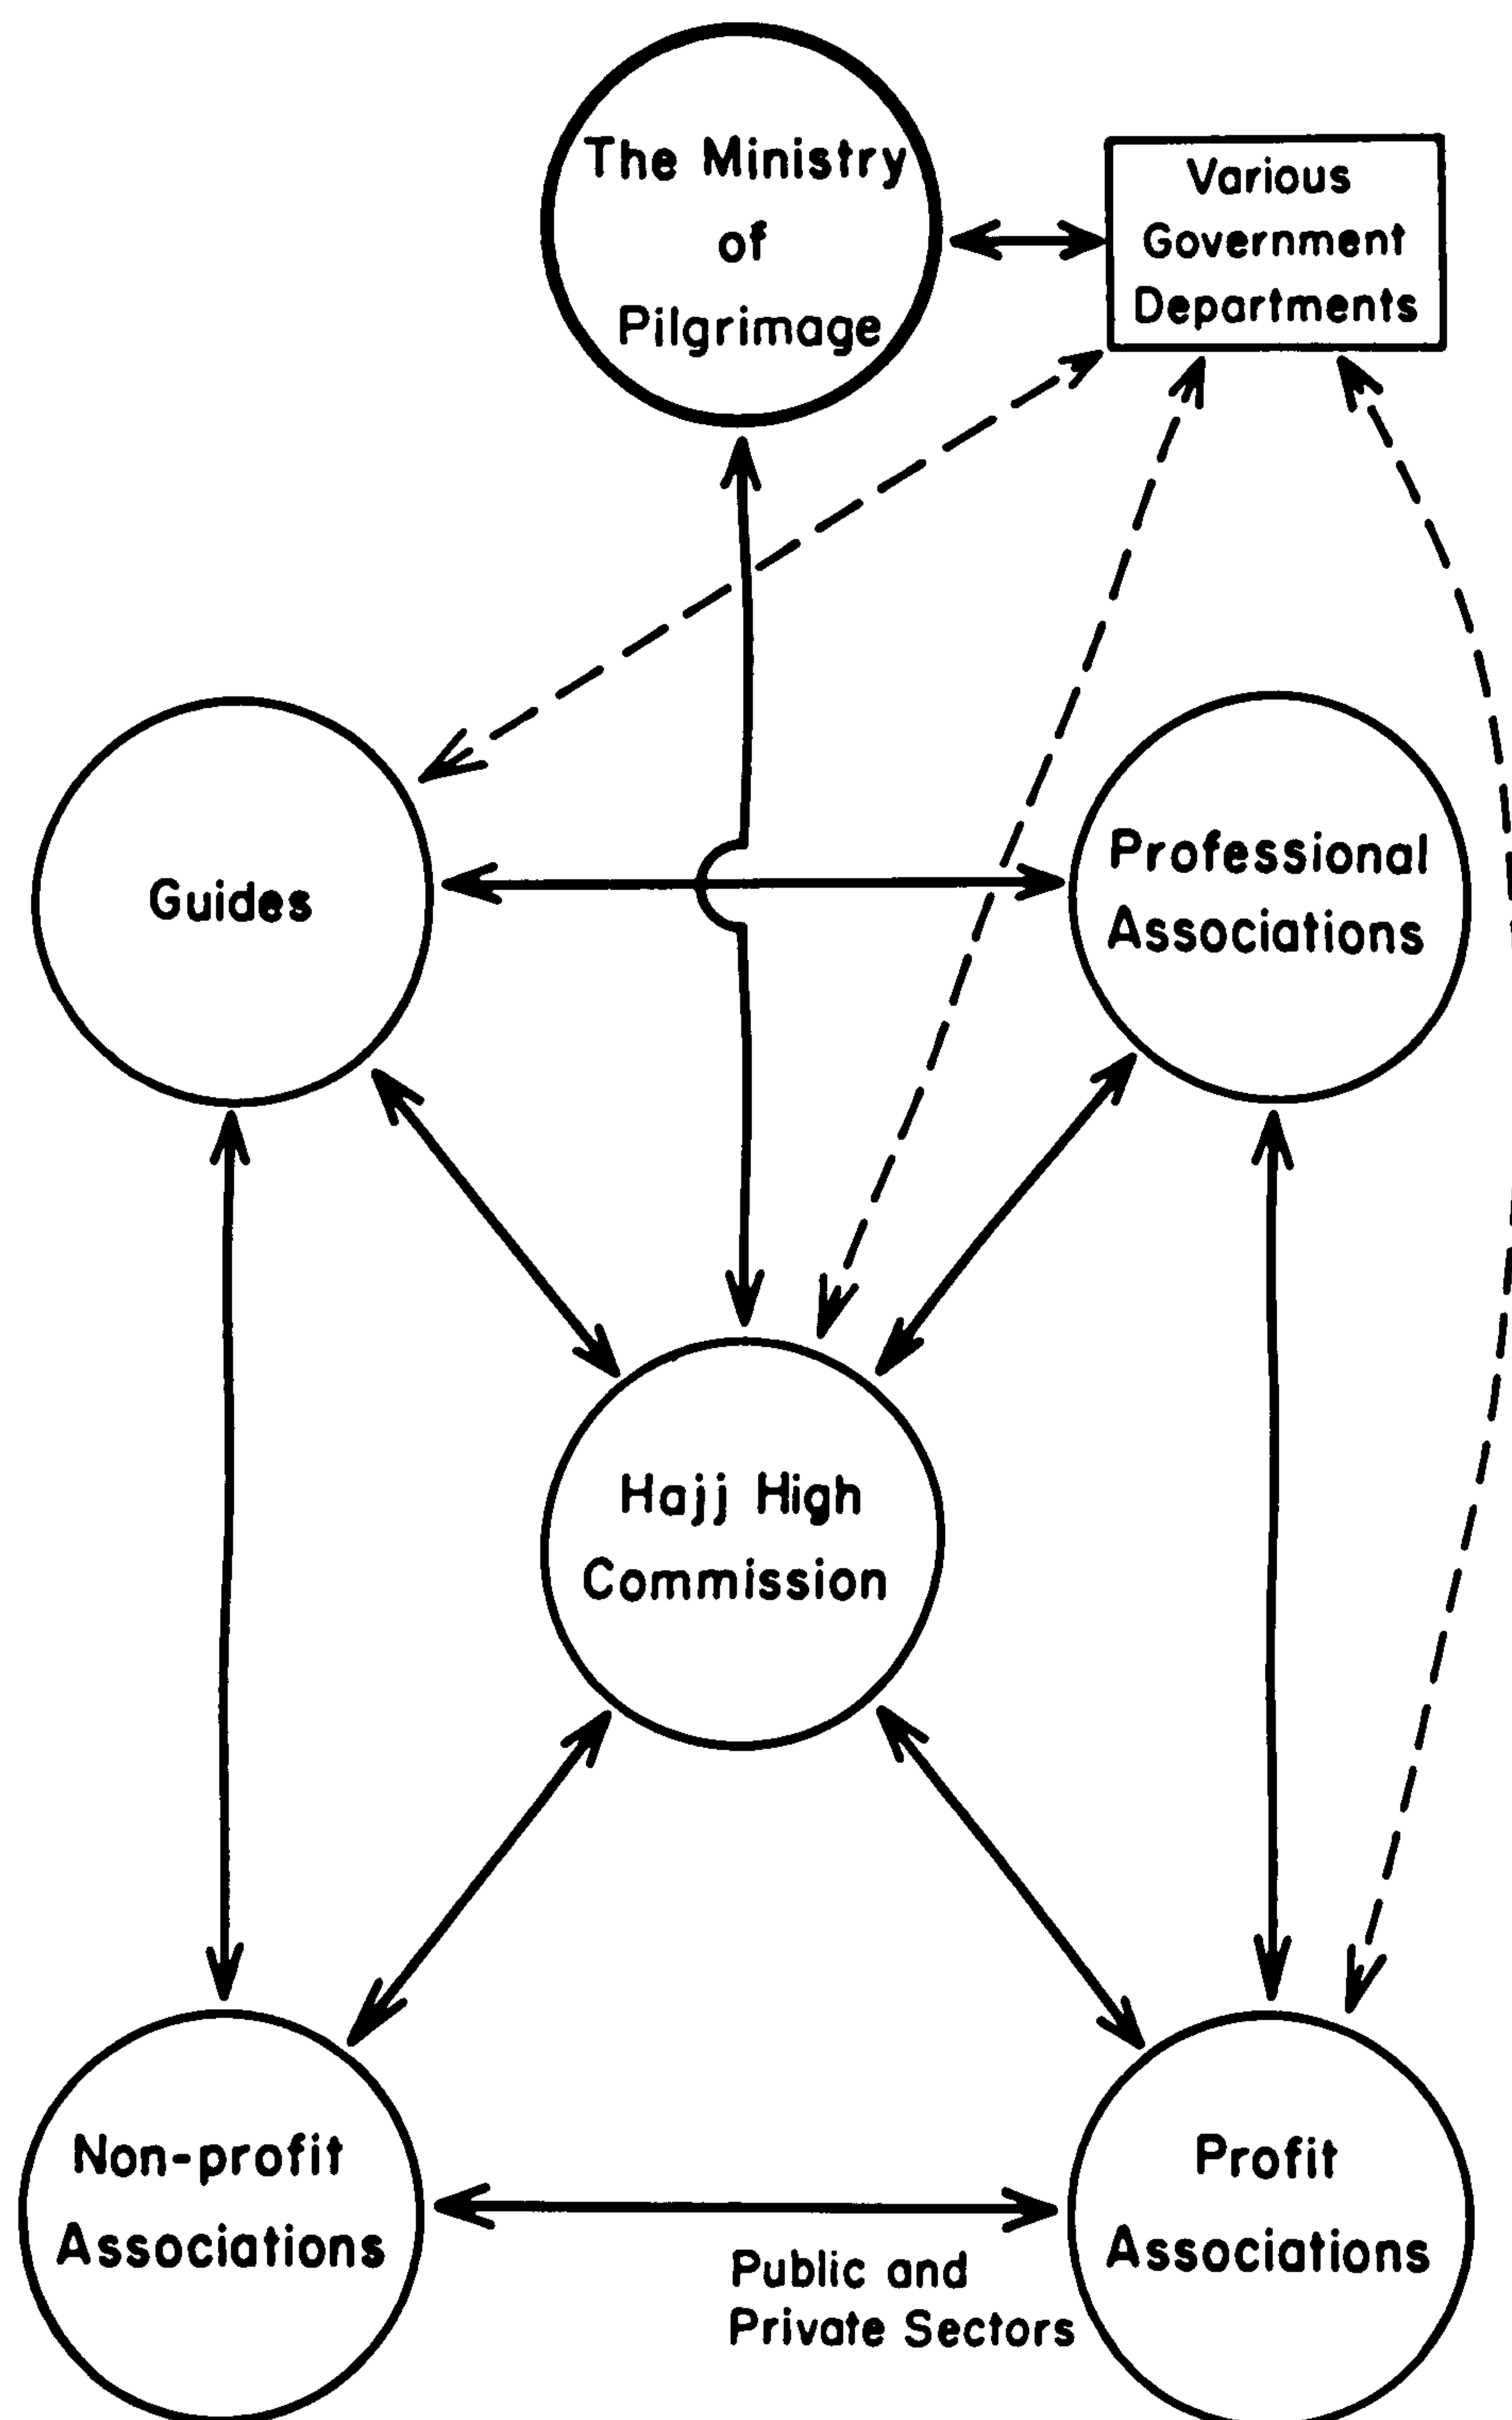 The Ministry
of
Pilgrimage
Various
Government
Departments
Guides
Professional
Associations
Hajj High
Commission
Non-profit
Associations
Profit
Associations
Public and
Private Sectors